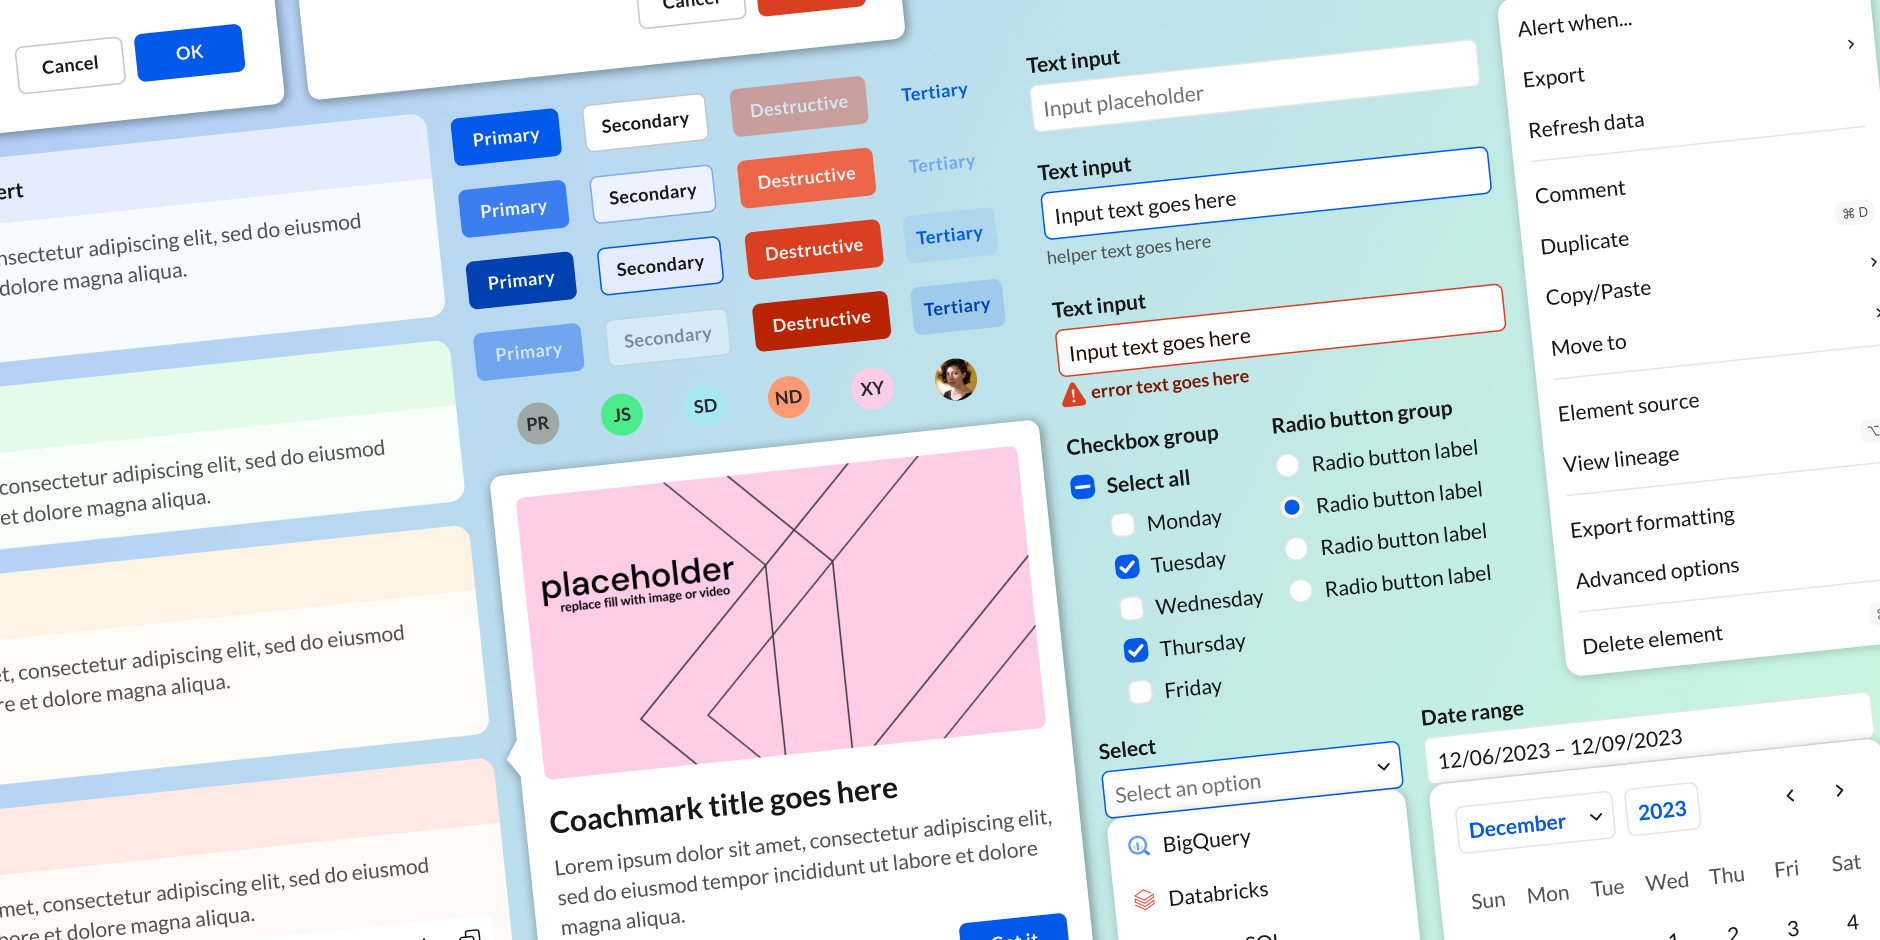 Cancel
OK
Cancel
nsectetur adipiscing elit, sed do eiusmod
dolore magna aliqua.
consectetur adipiscing elit, sed do eiusmod
et dolore magna aliqua.
et, consectetur adipiscing elit, sed do eiusmod
re et dolore magna aliqua.
met, consectetur adipiscing elit, sed do eiusmod
bore et dolore magna aliqua.
Primary
Secondary
Destructive
Tertiary
Primary
Secondary
Destructive
Tertiary
Primary
Secondary
Destructive
Tertiary
Primary
Secondary
Destructive
Tertiary
PR
JS
SD
ND
XY
placeholder
replace fill with image or video
Coachmark title goes here
Lorem ipsum dolor sit amet, consectetur adipiscing elit,
sed do eiusmod tempor incididunt ut labore et dolore
magna aliqua.
Got it
Text input
Input placeholder
Text input
Input text goes here
helper text goes here
Text input
Input text goes here
error text goes here
Checkbox group
Select all
Monday
Tuesday
Wednesday
Thursday
Friday
Radio button group
Radio button label
Radio button label
Radio button label
Radio button label
Select
Select an option
BigQuery
Databricks
Date range
12/06/2023 – 12/09/2023
December
2023
Sun Mon Tue Wed Thu Fri Sat
1 2 3 4
Alert when...
Export
Refresh data
Comment
Duplicate
⌘ D
Copy/Paste
Move to
Element source
View lineage
Export formatting
Advanced options
Delete element